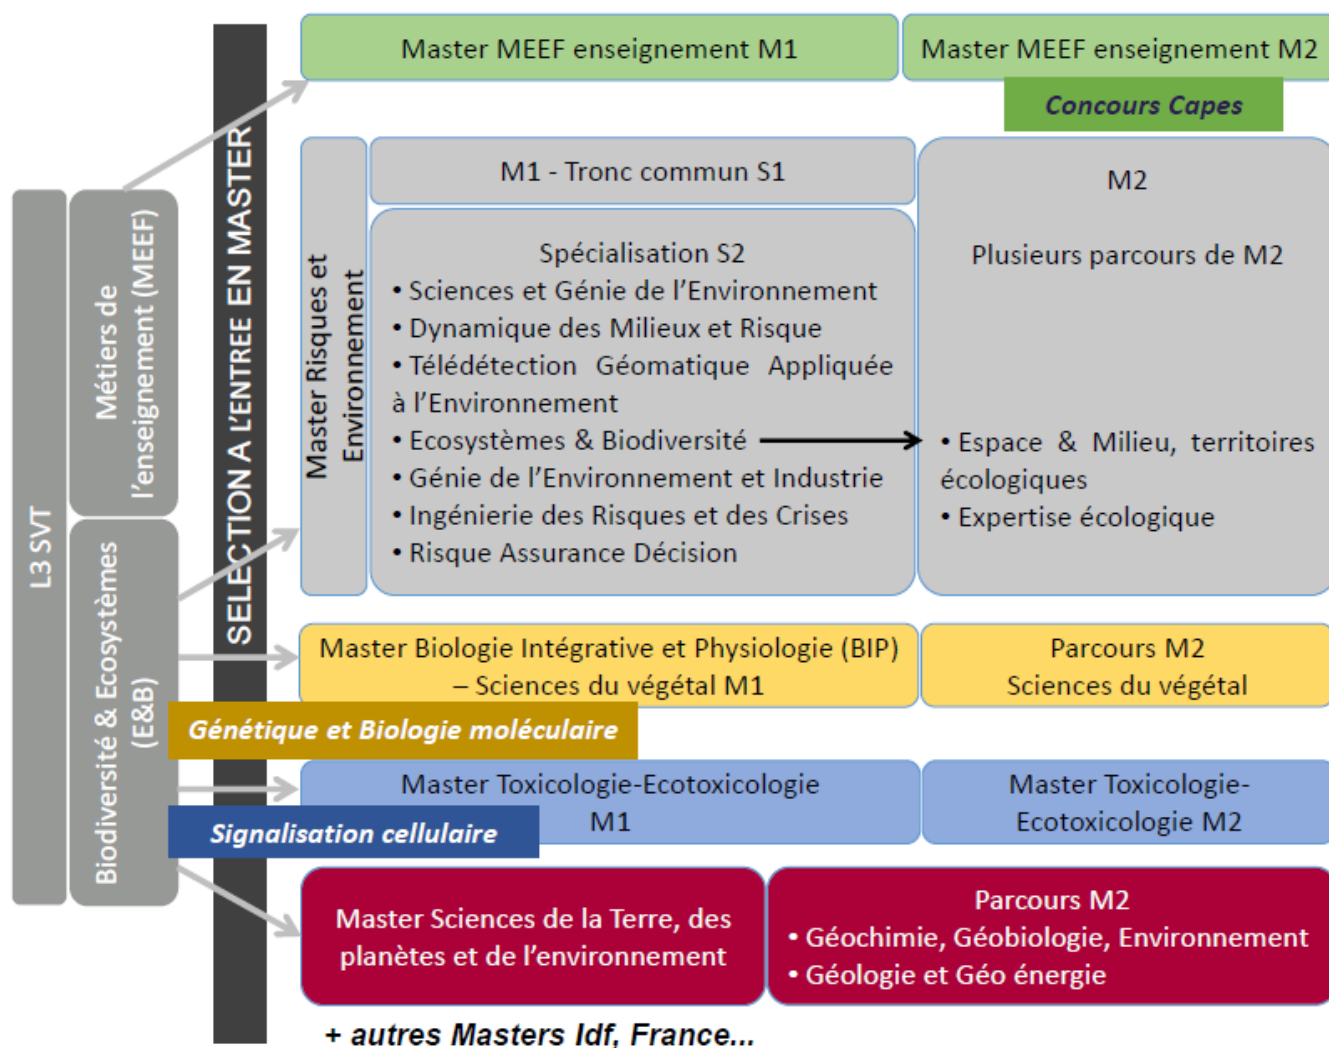 L3 SVT
Métiers de
l'enseignement (MEEF)
Biodiversité & Ecosystèmes
(E&B)
SELECTION A L'ENTREE EN MASTER
Master MEEF enseignement M1
Master MEEF enseignement M2
Concours Capes
Master Risques et
Environnement
M1 - Tronc commun S1
Spécialisation S2
• Sciences et Génie de l'Environnement
• Dynamique des Milieux et Risque
• Télédétection Géomatique Appliquée
à l'Environnement
• Ecosystèmes & Biodiversité
• Génie de l'Environnement et Industrie
• Ingénierie des Risques et des Crises
• Risque Assurance Décision
M2
Plusieurs parcours de M2
• Espace & Milieu, territoires
écologiques
• Expertise écologique
Master Biologie Intégrative et Physiologie (BIP)
– Sciences du végétal M1
Parcours M2
Sciences du végétal
Génétique et Biologie moléculaire
Master Toxicologie-Ecotoxicologie
M1
Master Toxicologie-
Ecotoxicologie M2
Signalisation cellulaire
Master Sciences de la Terre, des
planètes et de l'environnement
Parcours M2
• Géochimie, Géobiologie, Environnement
• Géologie et Géo énergie
+ autres Masters Idf, France...